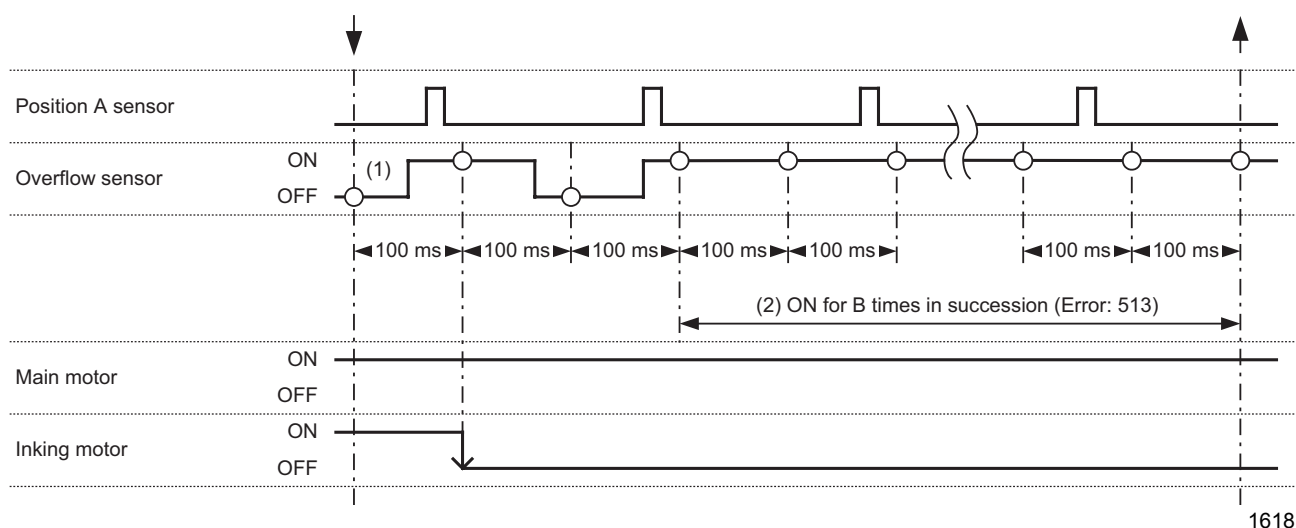 Position A sensor
ON
(1)
Overflow sensor
OFF
100 ms 100 ms 100 ms 100 ms 100 ms 100 ms 100 ms
(2) ON for B times in succession (Error: 513)
ON
Main motor
OFF
ON
Inking motor
OFF
1618